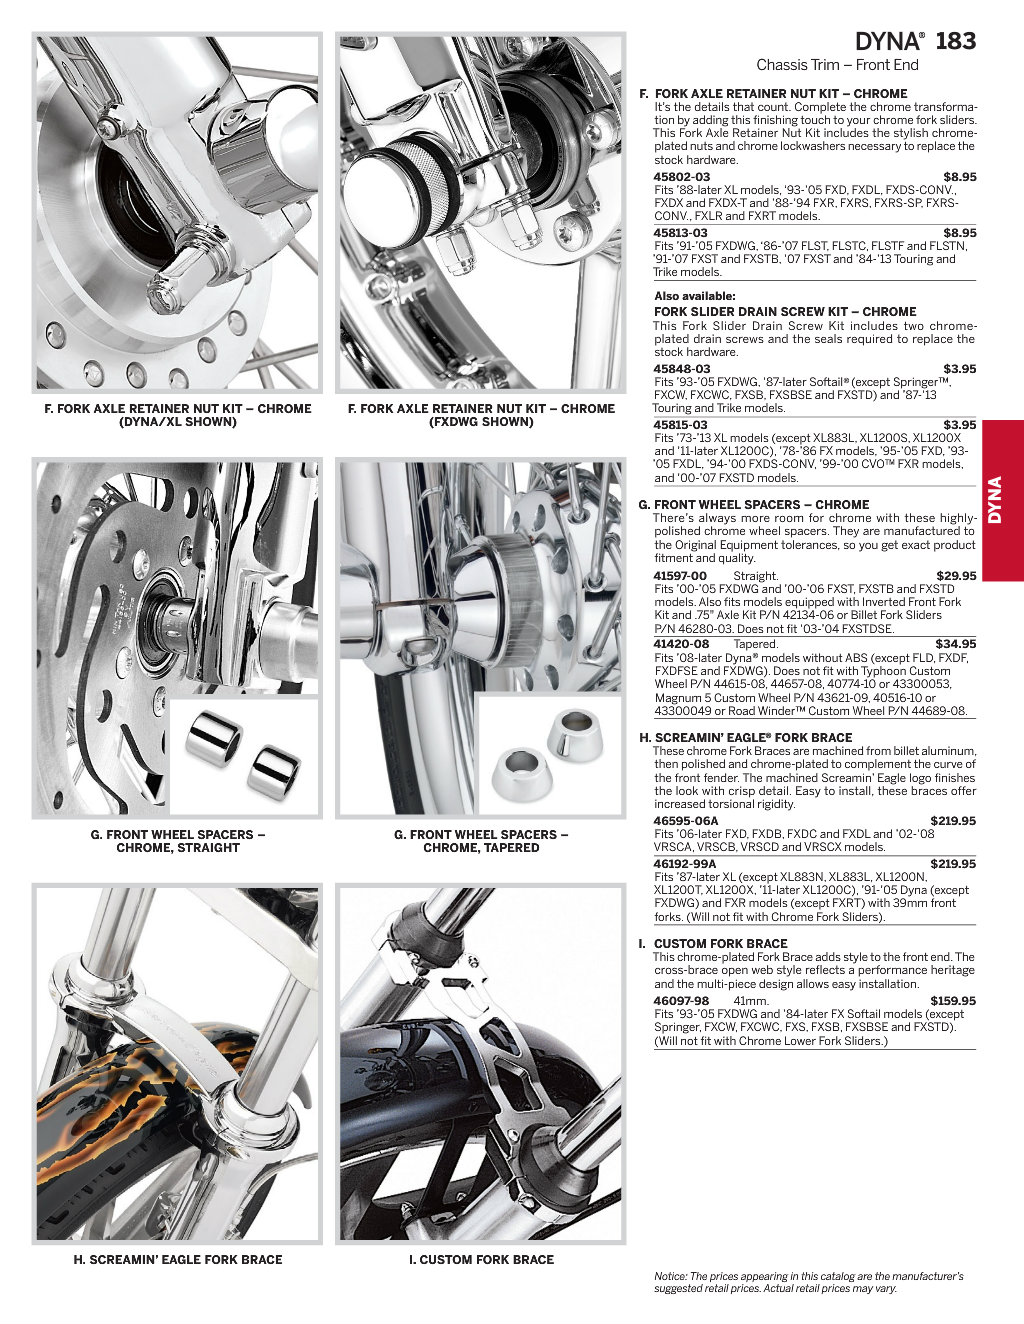 DYNA® 183
Chassis Trim – Front End
F. FORK AXLE RETAINER NUT KIT – CHROME
(DYNA/XL SHOWN)
F. FORK AXLE RETAINER NUT KIT – CHROME
(FXDWG SHOWN)
G. FRONT WHEEL SPACERS –
CHROME, STRAIGHT
G. FRONT WHEEL SPACERS –
CHROME, TAPERED
H. SCREAMIN’ EAGLE FORK BRACE
I. CUSTOM FORK BRACE
F. FORK AXLE RETAINER NUT KIT – CHROME
It’s the details that count. Complete the chrome transforma-
tion by adding this finishing touch to your chrome fork sliders.
This Fork Axle Retainer Nut Kit includes the stylish chrome-
plated nuts and chrome lockwashers necessary to replace the
stock hardware.
45802-03 $8.95
Fits ’88-later XL models, ’93-’05 FXD, FXDL, FXDS-CONV.,
FXDX and FXDX-T and ’88-’94 FXR, FXRS, FXRS-SP, FXRS-
CONV., FXLR and FXRT models.
45813-03 $8.95
Fits ’91-’05 FXDWG, ‘86-’07 FLST, FLSTC, FLSTF and FLSTN,
’91-’07 FXST and FXSTB, ’07 FXST and ’84-’13 Touring and
Trike models.
Also available:
FORK SLIDER DRAIN SCREW KIT – CHROME
This Fork Slider Drain Screw Kit includes two chrome-
plated drain screws and the seals required to replace the
stock hardware.
45848-03 $3.95
Fits ’93-’05 FXDWG, ’87-later Softail® (except Springer™,
FXCW, FXCWC, FXSB, FXSBSE and FXSTD) and ’87-’13
Touring and Trike models.
45815-03 $3.95
Fits ’73-’13 XL models (except XL883L, XL1200S, XL1200X
and ’11-later XL1200C), ’78-’86 FX models, ’95-’05 FXD, ’93-
’05 FXDL, ’94-’00 FXDS-CONV, ’99-’00 CVO™ FXR models,
and ’00-’07 FXSTD models.
G. FRONT WHEEL SPACERS – CHROME
There’s always more room for chrome with these highly-
polished chrome wheel spacers. They are manufactured to
the Original Equipment tolerances, so you get exact product
fitment and quality.
41597-00 Straight. $29.95
Fits ’00-’05 FXDWG and ’00-’06 FXST, FXSTB and FXSTD
models. Also fits models equipped with Inverted Front Fork
Kit and .75" Axle Kit P/N 42134-06 or Billet Fork Sliders
P/N 46280-03. Does not fit ’03-’04 FXSTDSE.
41420-08 Tapered. $34.95
Fits ’08-later Dyna® models without ABS (except FLD, FXDF,
FXDFSE and FXDWG). Does not fit with Typhoon Custom
Wheel P/N 44615-08, 44657-08, 40774-10 or 43300053,
Magnum 5 Custom Wheel P/N 43621-09, 40516-10 or
43300049 or Road Winder™ Custom Wheel P/N 44689-08.
H. SCREAMIN’ EAGLE® FORK BRACE
These chrome Fork Braces are machined from billet aluminum,
then polished and chrome-plated to complement the curve of
the front fender. The machined Screamin’ Eagle logo finishes
the look with crisp detail. Easy to install, these braces offer
increased torsional rigidity.
46595-06A $219.95
Fits ’06-later FXD, FXDB, FXDC and FXDL and ’02-’08
VRSCA, VRSCB, VRSCD and VRSCX models.
46192-99A $219.95
Fits ’87-later XL (except XL883N, XL883L, XL1200N,
XL1200T, XL1200X, ’11-later XL1200C), ’91-’05 Dyna (except
FXDWG) and FXR models (except FXRT) with 39mm front
forks. (Will not fit with Chrome Fork Sliders).
I. CUSTOM FORK BRACE
This chrome-plated Fork Brace adds style to the front end. The
cross-brace open web style reflects a performance heritage
and the multi-piece design allows easy installation.
46097-98 41mm. $159.95
Fits ’93-’05 FXDWG and ’84-later FX Softail models (except
Springer, FXCW, FXCWC, FXS, FXSB, FXSBSE and FXSTD).
(Will not fit with Chrome Lower Fork Sliders.)
DYNA
Notice: The prices appearing in this catalog are the manufacturer’s
suggested retail prices. Actual retail prices may vary.